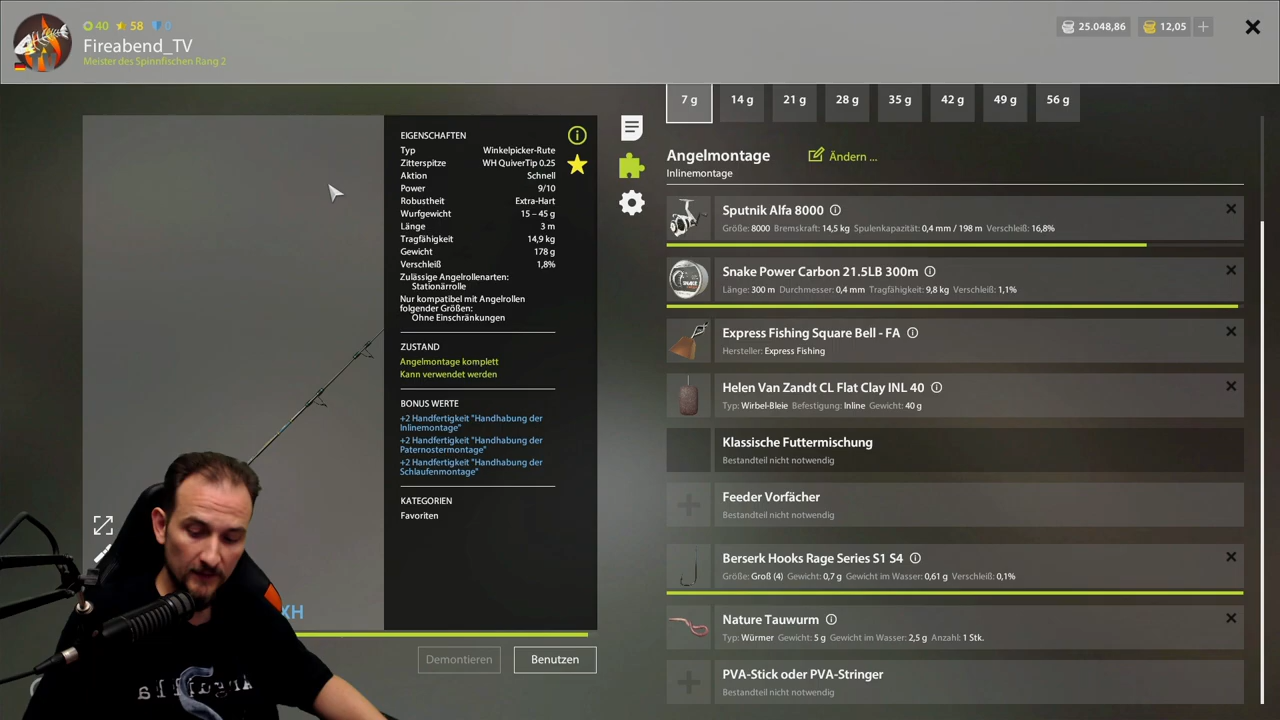 40 58 0
Fireabend_TV
Meister des Spinnfischen Rang 2
25.048,86 12,05
7 g 14 g 21 g 28 g 35 g 42 g 49 g 56 g
EIGENSCHAFTEN
Typ Winkelpicker-Rute
Zitterspitze WH QuiverTip 0.25
Aktion Schnell
Power 9/10
Robustheit Extra-Hart
Wurfgewicht 15 – 45 g
Länge 3 m
Tragfähigkeit 14,9 kg
Gewicht 178 g
Verschleiß 1,8%
Zulässige Angelrollenarten:
Stationärrolle
Nur kompatibel mit Angelrollen
folgender Größen:
Ohne Einschränkungen
ZUSTAND
Angelmontage komplett
Kann verwendet werden
BONUS WERTE
+2 Handfertigkeit "Handhabung der
Inlinemontage"
+2 Handfertigkeit "Handhabung der
Paternostermontage"
+2 Handfertigkeit "Handhabung der
Schlaufenmontage"
KATEGORIEN
Favoriten
XH
Demontieren Benutzen
Angelmontage Ändern ...
Inlinemontage
Sputnik Alfa 8000
Größe: 8000 Bremskraft: 14,5 kg Spulenkapazität: 0,4 mm / 198 m Verschleiß: 16,8%
Snake Power Carbon 21.5LB 300m
Länge: 300 m Durchmesser: 0,4 mm Tragfähigkeit: 9,8 kg Verschleiß: 1,1%
Express Fishing Square Bell - FA
Hersteller: Express Fishing
Helen Van Zandt CL Flat Clay INL 40
Typ: Wirbel-Bleie Befestigung: Inline Gewicht: 40 g
Klassische Futtermischung
Bestandteil nicht notwendig
Feeder Vorfächer
Bestandteil nicht notwendig
Berserk Hooks Rage Series S1 S4
Größe: Groß (4) Gewicht: 0,7 g Gewicht im Wasser: 0,61 g Verschleiß: 0,1%
Nature Tauwurm
Typ: Würmer Gewicht: 5 g Gewicht im Wasser: 2,5 g Anzahl: 1 Stk.
PVA-Stick oder PVA-Stringer
Bestandteil nicht notwendig